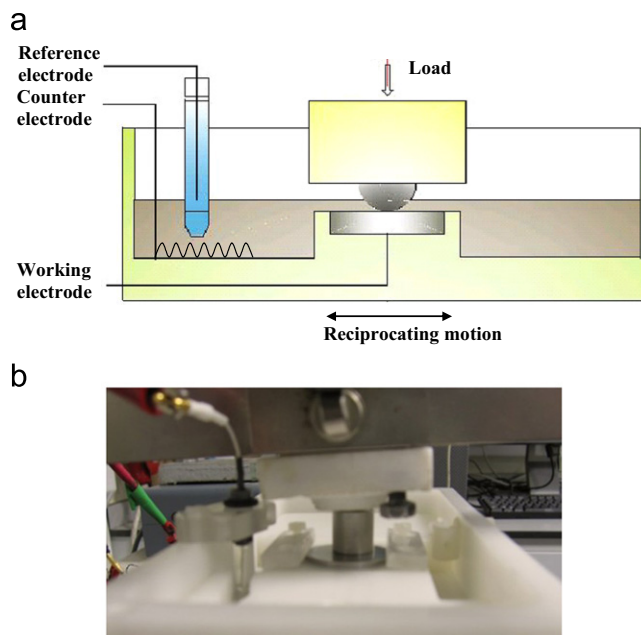 a
Reference
electrode
Counter
electrode
Load
Working
electrode
Reciprocating motion
b